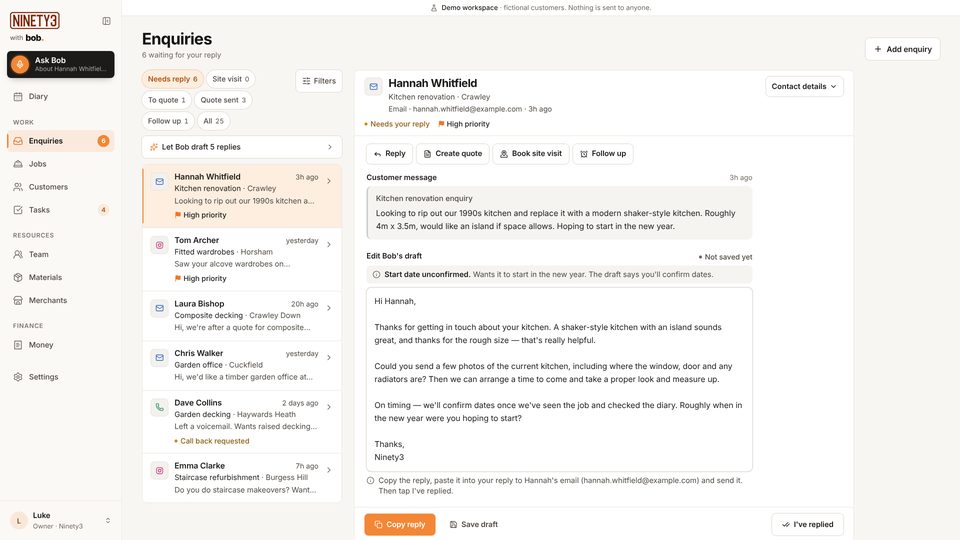 Demo workspace · fictional customers. Nothing is sent to anyone.
NINETY3
with bob.
Ask Bob
About Hannah Whitfiel...
Diary
WORK
Enquiries 6
Jobs
Customers
Tasks 4
RESOURCES
Team
Materials
Merchants
FINANCE
Money
Settings
L
Luke
Owner · Ninety3
Enquiries
6 waiting for your reply
Add enquiry
Needs reply 6
Site visit 0
To quote 1
Quote sent 3
Follow up 1
All 25
Filters
Let Bob draft 5 replies
Hannah Whitfield 3h ago
Kitchen renovation · Crawley
Looking to rip out our 1990s kitchen a...
High priority
Tom Archer yesterday
Fitted wardrobes · Horsham
Saw your alcove wardrobes on...
High priority
Laura Bishop 20h ago
Composite decking · Crawley Down
Hi, we're after a quote for composite...
Chris Walker yesterday
Garden office · Cuckfield
Hi, we'd like a timber garden office at...
Dave Collins 2 days ago
Garden decking · Haywards Heath
Left a voicemail. Wants raised decking...
Call back requested
Emma Clarke 7h ago
Staircase refurbishment · Burgess Hill
Do you do staircase makeovers? Want...
Hannah Whitfield
Kitchen renovation · Crawley
Email · hannah.whitfield@example.com · 3h ago
Needs your reply
High priority
Contact details
Reply
Create quote
Book site visit
Follow up
Customer message 3h ago
Kitchen renovation enquiry
Looking to rip out our 1990s kitchen and replace it with a modern shaker-style kitchen. Roughly
4m x 3.5m, would like an island if space allows. Hoping to start in the new year.
Edit Bob's draft
Not saved yet
Start date unconfirmed. Wants it to start in the new year. The draft says you'll confirm dates.
Hi Hannah,
Thanks for getting in touch about your kitchen. A shaker-style kitchen with an island sounds
great, and thanks for the rough size — that's really helpful.
Could you send a few photos of the current kitchen, including where the window, door and any
radiators are? Then we can arrange a time to come and take a proper look and measure up.
On timing — we'll confirm dates once we've seen the job and checked the diary. Roughly when in
the new year were you hoping to start?
Thanks,
Ninety3
Copy the reply, paste it into your reply to Hannah's email (hannah.whitfield@example.com) and send it.
Then tap I've replied.
Copy reply
Save draft
I've replied